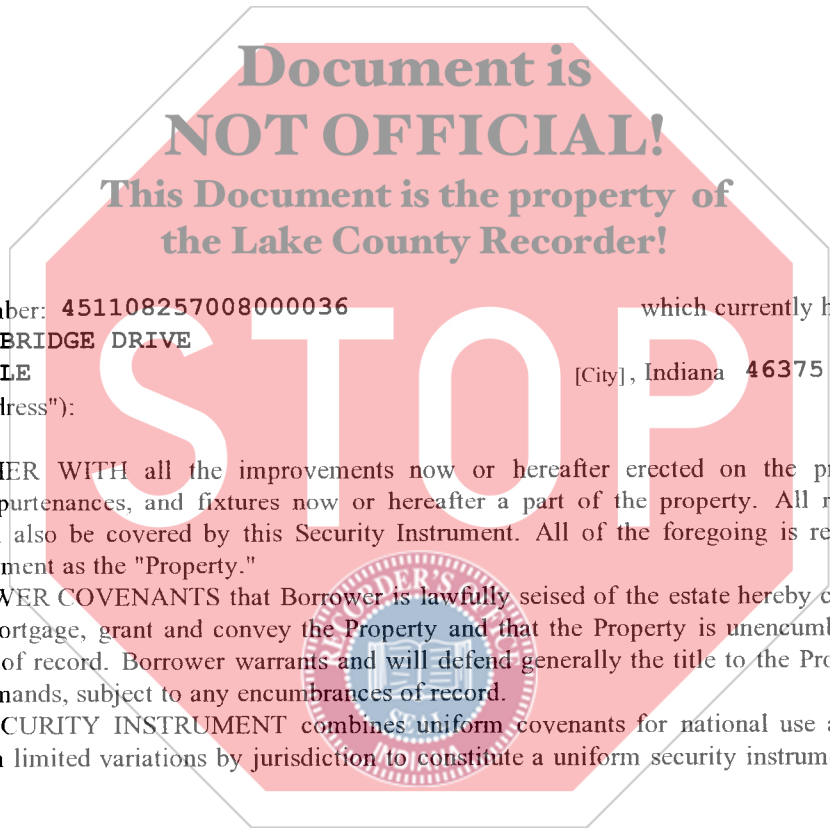 Document is
NOT OFFICIAL!
This Document is the property of
the Lake County Recorder!
STOP
ber: 451108257008000036 which currently h
BRIDGE DRIVE
LE [City], Indiana 46375
dress"):
IER WITH all the improvements now or hereafter erected on the pr
purtenances, and fixtures now or hereafter a part of the property. All r
also be covered by this Security Instrument. All of the foregoing is re
ment as the "Property."
WER COVENANTS that Borrower is lawfully seised of the estate hereby c
ortgage, grant and convey the Property and that the Property is unencumb
of record. Borrower warrants and will defend generally the title to the Pro
mands, subject to any encumbrances of record.
CURITY INSTRUMENT combines uniform covenants for national use a
limited variations by jurisdiction to constitute a uniform security instrum
RECORDER'S OFFICE
SEAL
INDIANA